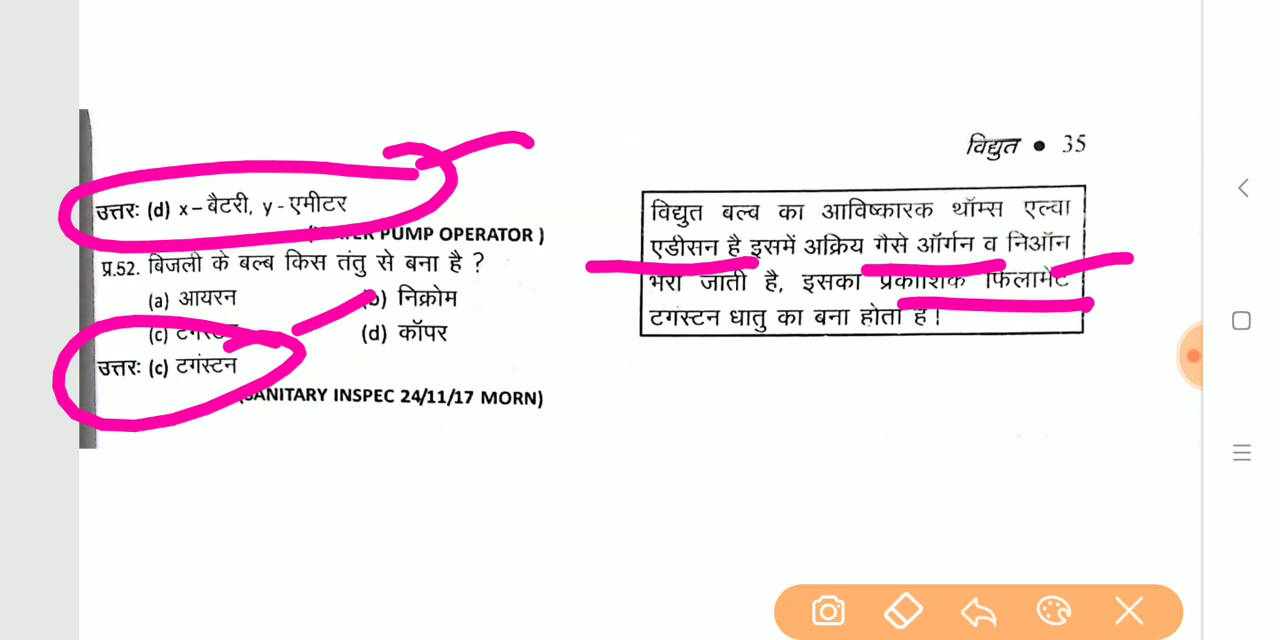 विद्युत ● 35
उत्तरः (d) x – बैटरी, y - एमीटर
PUMP OPERATOR )
प्र.52. बिजली के बल्ब किस तंतु से बना है ?
(a) आयरन (b) निक्रोम
(c) टगंस्टन (d) कॉपर
उत्तरः (c) टगंस्टन
(SANITARY INSPEC 24/11/17 MORN)
विद्युत बल्व का आविष्कारक थॉम्स एल्वा
एडीसन है इसमें अक्रिय गैसे ऑर्गन व निऑन
भरी जाती है, इसका प्रकाशिक फिलामेंट
टगंस्टन धातु का बना होता है !